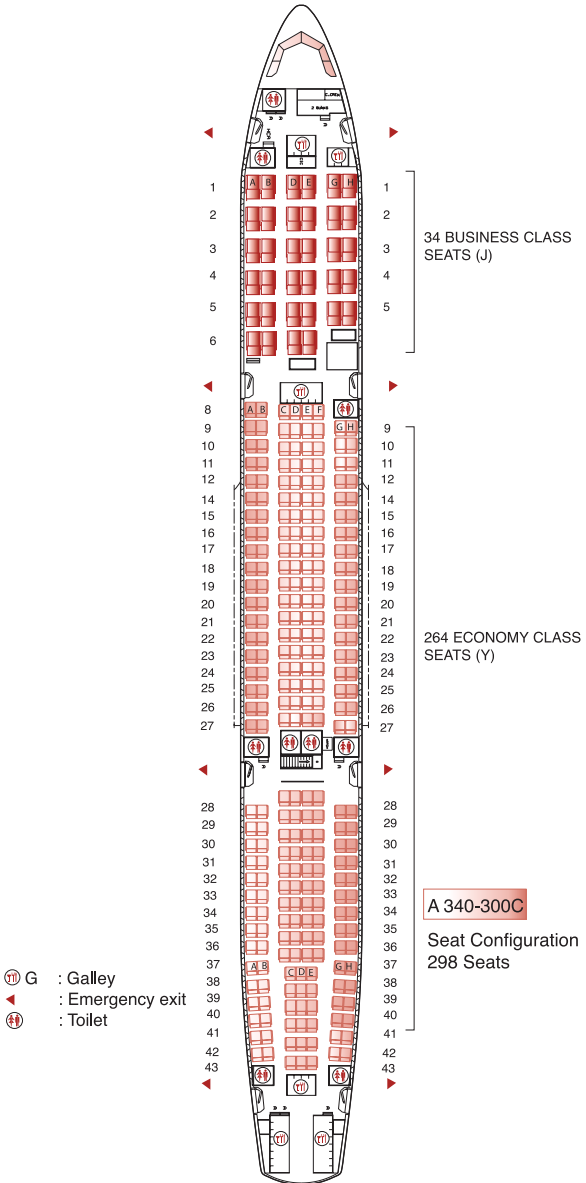 A B D E G H
1 1
2 2
34 BUSINESS CLASS
SEATS (J)
3 3
4 4
5 5
6
8 A B C D E F
9 G H 9
10 10
11 11
12 12
14 14
15 15
16 16
17 17
18 18
19 19
20 20
21 21
22 22
264 ECONOMY CLASS
SEATS (Y)
23 23
24 24
25 25
26 26
27 27
28 28
29 29
30 30
31 31
32 32
33 33
34 34
35 35
36 36
37 A B C D E G H 37
38 38
39 39
40 40
41 41
42 42
43 43
A 340-300C
Seat Configuration
298 Seats
G : Galley
: Emergency exit
: Toilet